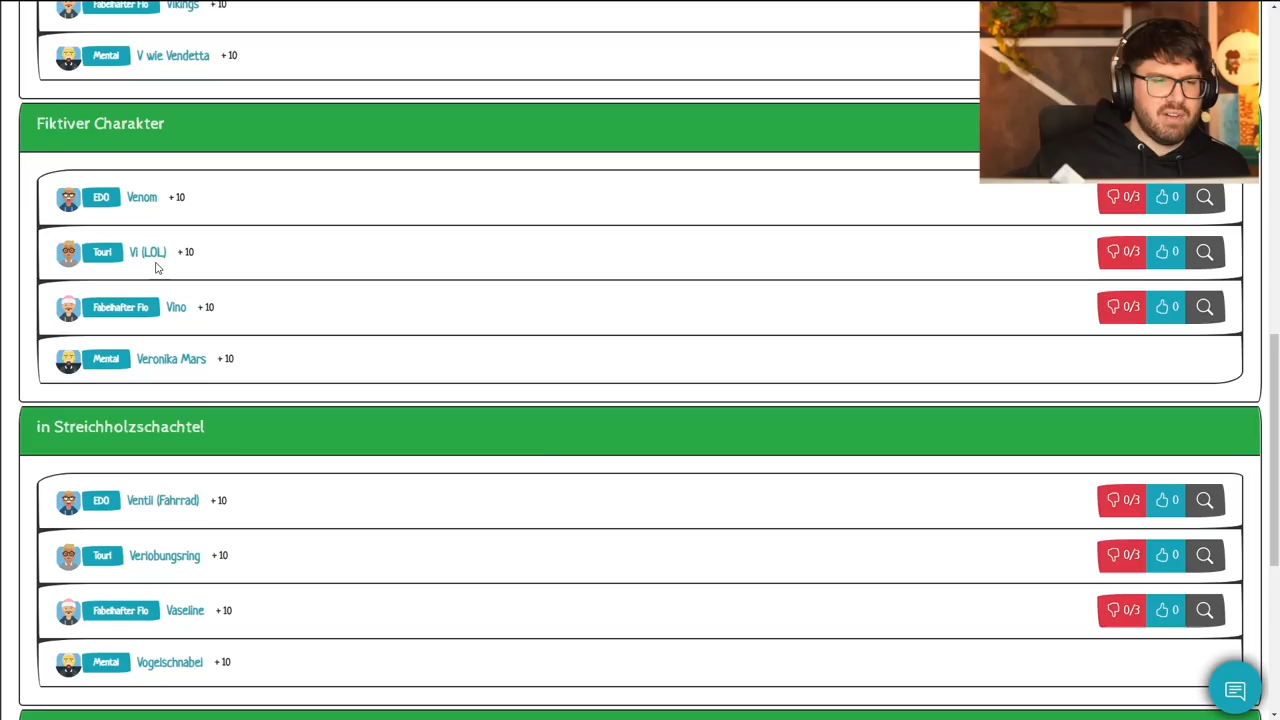 Fabelhafter Flo Vikings +10
Mental V wie Vendetta +10
Fiktiver Charakter
EDO Venom +10 0/3 0
Touri Vi (LOL) +10 0/3 0
Fabelhafter Flo Vino +10 0/3 0
Mental Veronika Mars +10
in Streichholzschachtel
EDO Ventil (Fahrrad) +10 0/3 0
Touri Verlobungsring +10 0/3 0
Fabelhafter Flo Vaseline +10 0/3 0
Mental Vogelschnabel +10